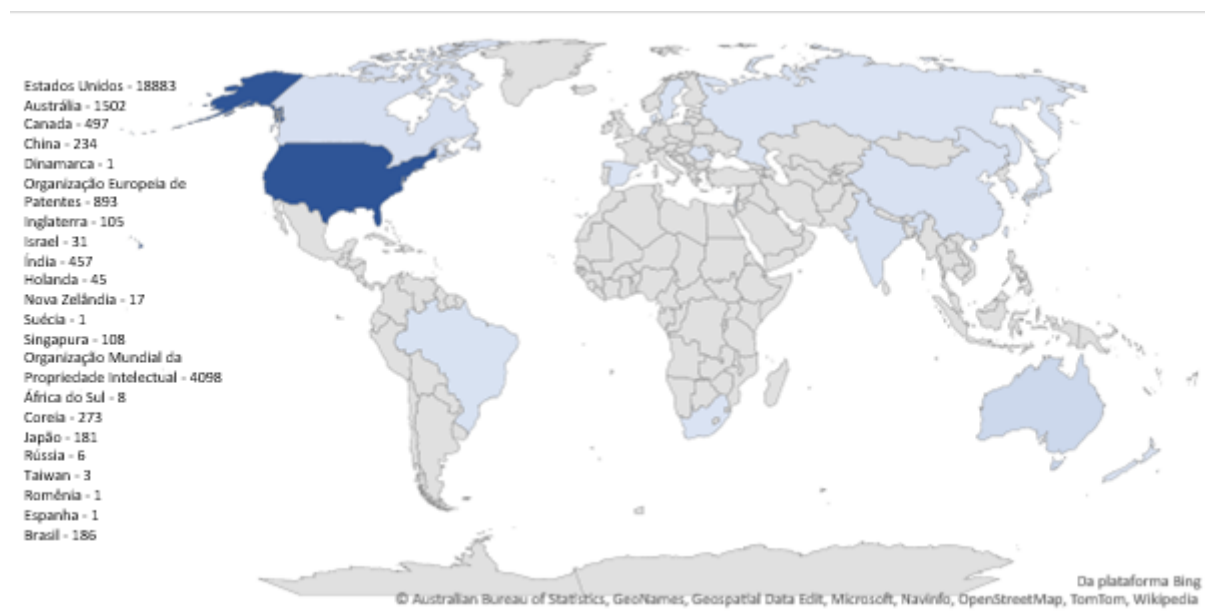 Estados Unidos - 18883
Austrália - 1502
Canada - 497
China - 234
Dinamarca - 1
Organização Europeia de
Patentes - 893
Inglaterra - 105
Israel - 31
Índia - 457
Holanda - 45
Nova Zelândia - 17
Suécia - 1
Singapura - 108
Organização Mundial da
Propriedade Intelectual - 4098
África do Sul - 8
Coreia - 273
Japão - 181
Rússia - 6
Taiwan - 3
Romênia - 1
Espanha - 1
Brasil - 186
Da plataforma Bing
© Australian Bureau of Statistics, GeoNames, Geospatial Data Edit, Microsoft, Navinfo, OpenStreetMap, TomTom, Wikipedia